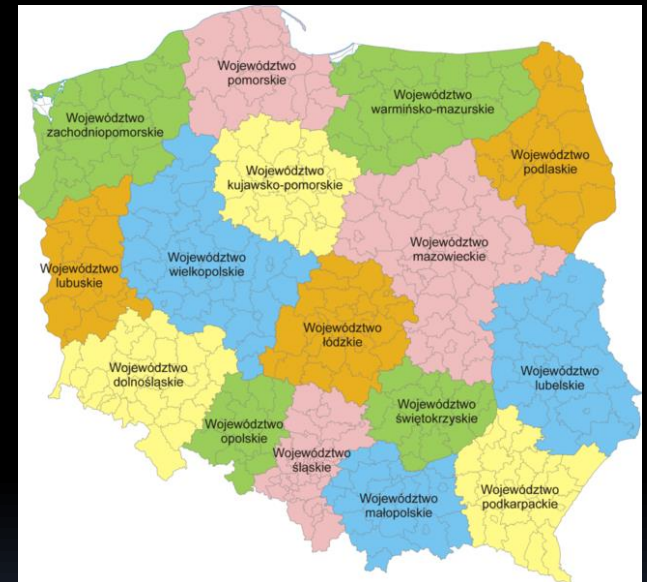 Województwo
pomorskie
Województwo
zachodniopomorskie
Województwo
warmińsko-mazurskie
Województwo
podlaskie
Województwo
kujawsko-pomorskie
Województwo
mazowieckie
Województwo
wielkopolskie
Województwo
lubuskie
Województwo
łódzkie
Województwo
dolnośląskie
Województwo
lubelskie
Województwo
świętokrzyskie
Województwo
opolskie
Województwo
śląskie
Województwo
małopolskie
Województwo
podkarpackie